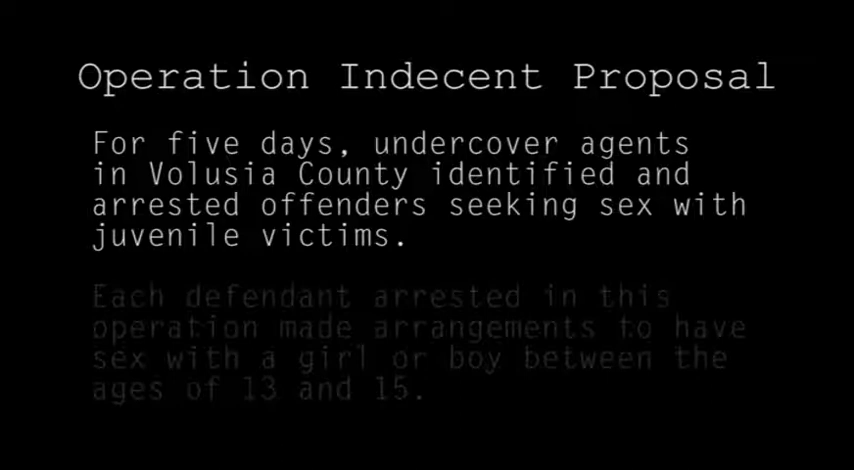 Operation Indecent Proposal
For five days, undercover agents
in Volusia County identified and
arrested offenders seeking sex with
juvenile victims.
Each defendant arrested in this
operation made arrangements to have
sex with a girl or boy between the
ages of 13 and 15.